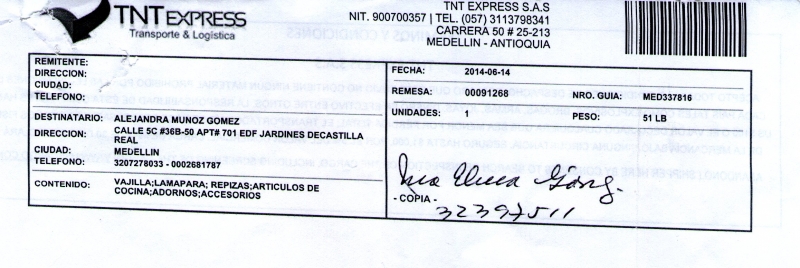 TNT EXPRESS
Transporte & Logística
TNT EXPRESS S.A.S
NIT. 900700357 | TEL. (057) 3113798341
CARRERA 50 # 25-213
MEDELLIN - ANTIOQUIA
REMITENTE:
DIRECCION:
CIUDAD:
TELEFONO:
DESTINATARIO: ALEJANDRA MUNOZ GOMEZ
DIRECCION: CALLE 5C #36B-50 APT# 701 EDF JARDINES DECASTILLA
REAL
CIUDAD: MEDELLIN
TELEFONO: 3207278033 - 0002681787
CONTENIDO: VAJILLA;LAMAPARA; REPIZAS;ARTICULOS DE
COCINA;ADORNOS;ACCESORIOS
FECHA: 2014-06-14
REMESA: 00091268 NRO. GUIA: MED337816
UNIDADES: 1 PESO: 51 LB
Elena
- COPIA -